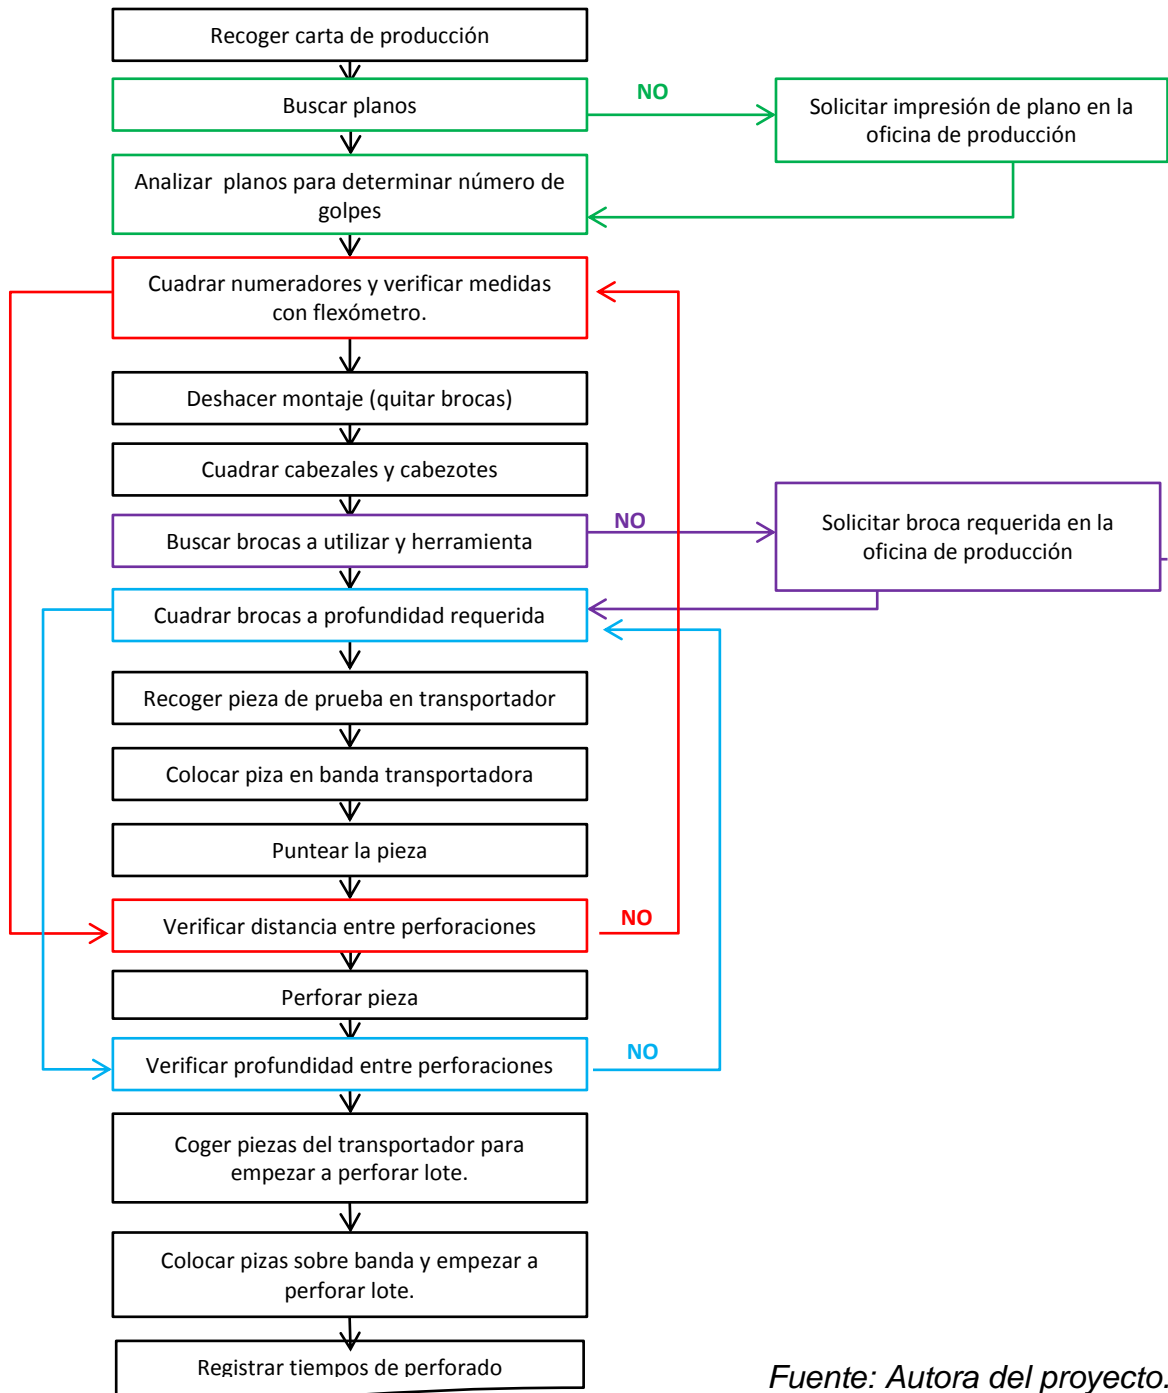 Recoger carta de producción
Buscar planos
NO
Solicitar impresión de plano en la
oficina de producción
Analizar planos para determinar número de
golpes
Cuadrar numeradores y verificar medidas
con flexómetro.
Deshacer montaje (quitar brocas)
Cuadrar cabezales y cabezotes
Buscar brocas a utilizar y herramienta
NO
Solicitar broca requerida en la
oficina de producción
Cuadrar brocas a profundidad requerida
Recoger pieza de prueba en transportador
Colocar piza en banda transportadora
Puntear la pieza
Verificar distancia entre perforaciones
NO
Perforar pieza
Verificar profundidad entre perforaciones
NO
Coger piezas del transportador para
empezar a perforar lote.
Colocar pizas sobre banda y empezar a
perforar lote.
Registrar tiempos de perforado
Fuente: Autora del proyecto.